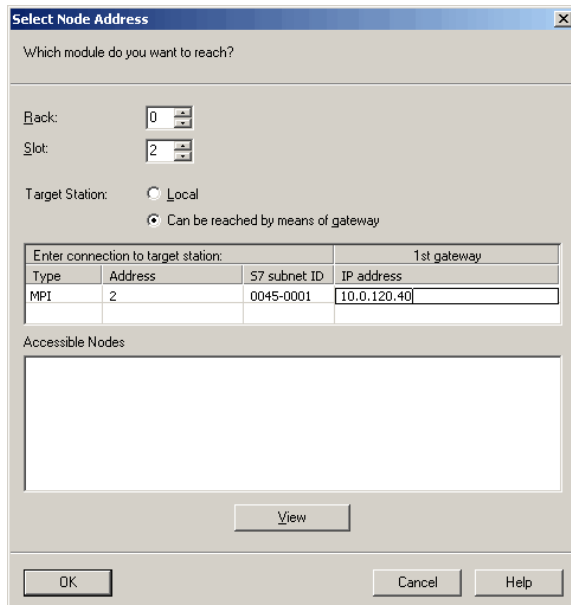 Select Node Address
Which module do you want to reach?
Rack: 0
Slot: 2
Target Station: Local
Can be reached by means of gateway
Enter connection to target station: 1st gateway
Type Address S7 subnet ID IP address
MPI 2 0045-0001 10.0.120.40
Accessible Nodes
View
OK Cancel Help